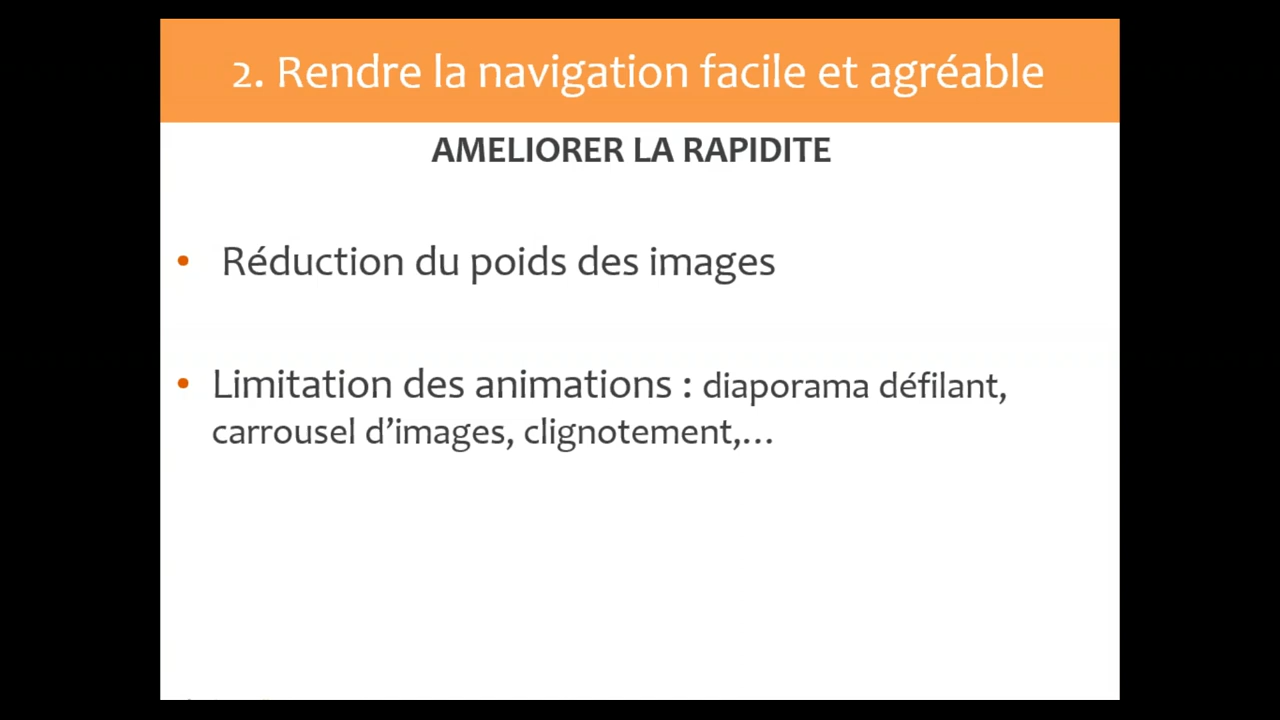 2. Rendre la navigation facile et agréable
AMELIORER LA RAPIDITE
• Réduction du poids des images
• Limitation des animations : diaporama défilant,
carrousel d’images, clignotement,...